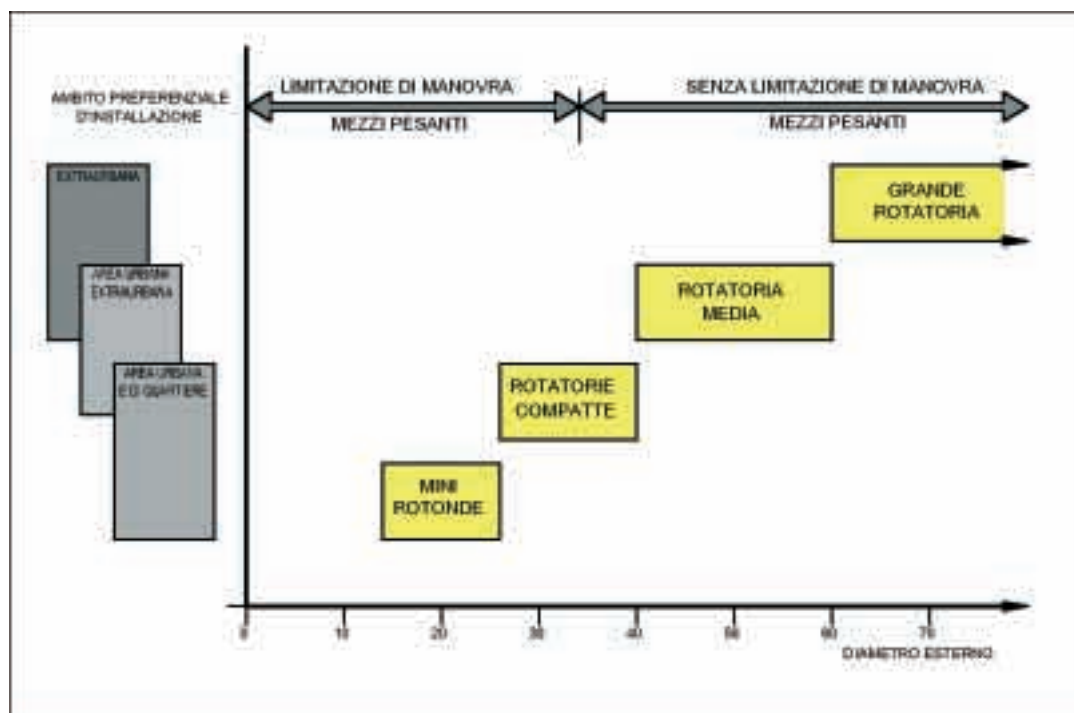 AMBITO PREFERENZIALE
D'INSTALLAZIONE
LIMITAZIONE DI MANOVRA
MEZZI PESANTI
SENZA LIMITAZIONE DI MANOVRA
MEZZI PESANTI
EXTRAURBANA
AREA URBANA
EXTRAURBANA
AREA URBANA
E DI QUARTIERE
GRANDE
ROTATORIA
ROTATORIA
MEDIA
ROTATORIE
COMPATTE
MINI
ROTONDE
0 10 20 30 40 50 60 70
DIAMETRO ESTERNO